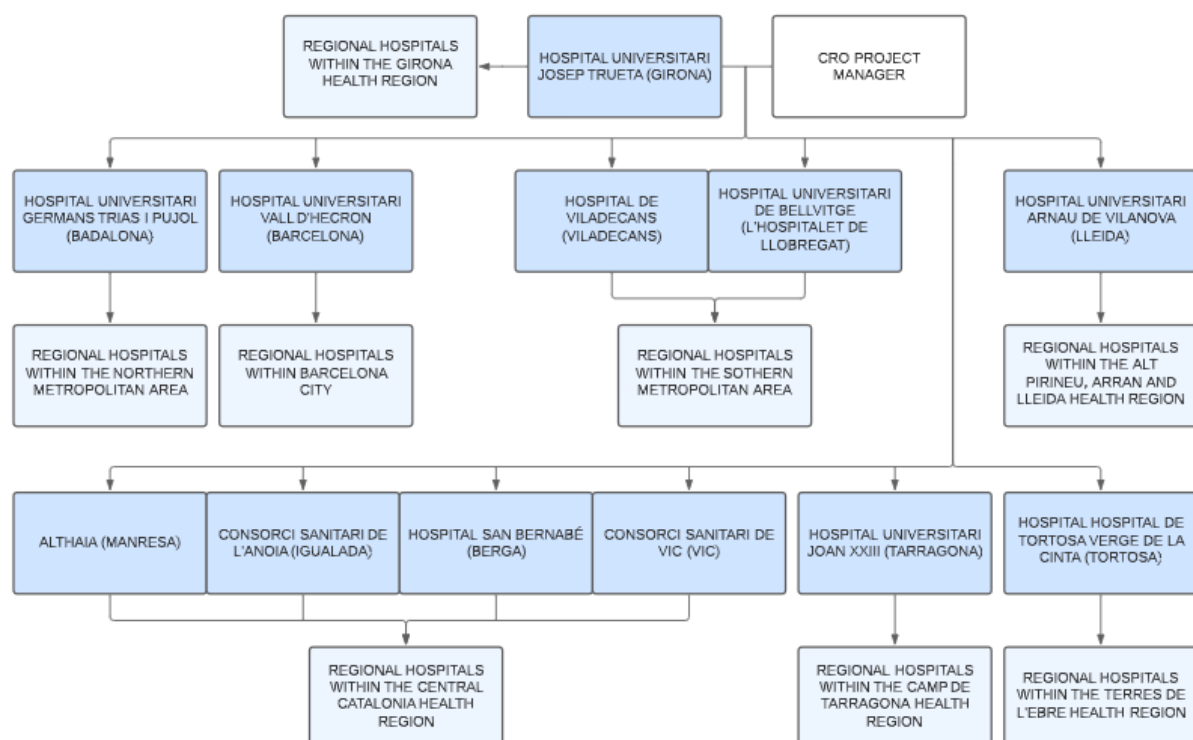 REGIONAL HOSPITALS
WITHIN THE GIRONA
HEALTH REGION
HOSPITAL UNIVERSITARI
JOSEP TRUETA (GIRONA)
CRO PROJECT
MANAGER
HOSPITAL UNIVERSITARI
GERMANS TRIAS I PUJOL
(BADALONA)
HOSPITAL UNIVERSITARI
VALL D'HECRON
(BARCELONA)
HOSPITAL DE
VILADECANS
(VILADECANS)
HOSPITAL UNIVERSITARI
DE BELLVITGE
(L'HOSPITALET DE
LLOBREGAT)
HOSPITAL UNIVERSITARI
ARNAU DE VILANOVA
(LLEIDA)
REGIONAL HOSPITALS
WITHIN THE NORTHERN
METROPOLITAN AREA
REGIONAL HOSPITALS
WITHIN BARCELONA
CITY
REGIONAL HOSPITALS
WITHIN THE SOTHERN
METROPOLITAN AREA
REGIONAL HOSPITALS
WITHIN THE ALT
PIRINEU, ARRAN AND
LLEIDA HEALTH REGION
ALTHAIA (MANRESA)
CONSORCI SANITARI DE
L'ANOIA (IGUALADA)
HOSPITAL SAN BERNABÉ
(BERGA)
CONSORCI SANITARI DE
VIC (VIC)
HOSPITAL UNIVERSITARI
JOAN XXIII (TARRAGONA)
HOSPITAL HOSPITAL DE
TORTOSA VERGE DE LA
CINTA (TORTOSA)
REGIONAL HOSPITALS
WITHIN THE CENTRAL
CATALONIA HEALTH
REGION
REGIONAL HOSPITALS
WITHIN THE CAMP DE
TARRAGONA HEALTH
REGION
REGIONAL HOSPITALS
WITHIN THE TERRES DE
L'EBRE HEALTH REGION